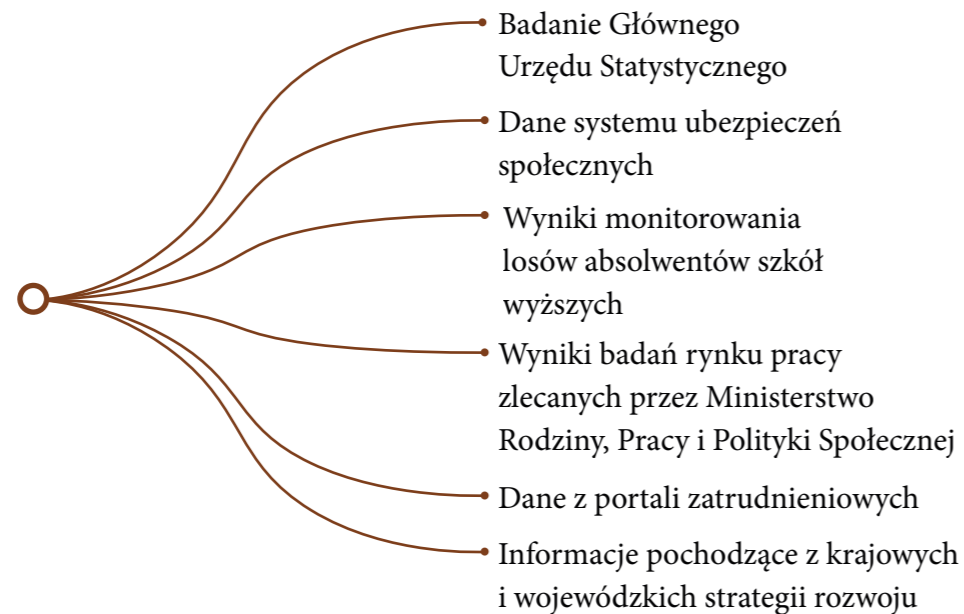 Badanie Głównego
Urzędu Statystycznego
Dane systemu ubezpieczeń
społecznych
Wyniki monitorowania
losów absolwentów szkół
wyższych
Wyniki badań rynku pracy
zlecanych przez Ministerstwo
Rodziny, Pracy i Polityki Społecznej
Dane z portali zatrudnieniowych
Informacje pochodzące z krajowych
i wojewódzkich strategii rozwoju